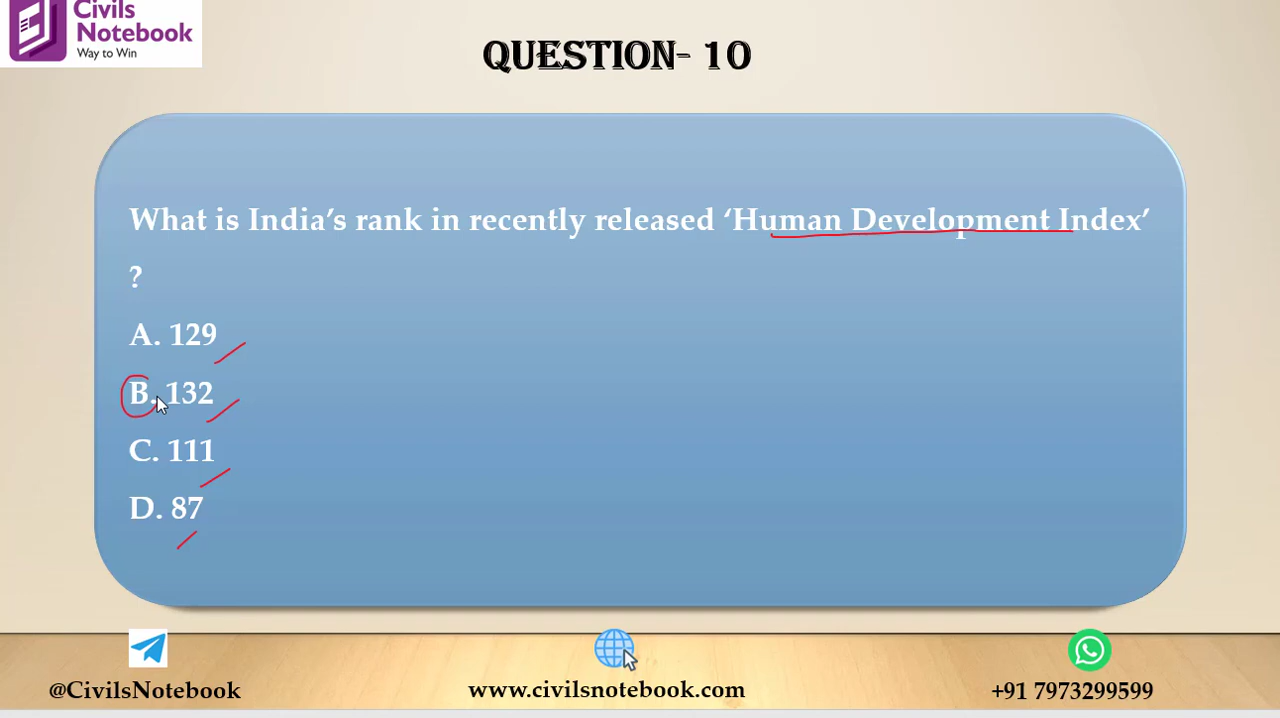 Civils
Notebook
Way to Win
QUESTION- 10
What is India’s rank in recently released ‘Human Development Index’
?
A. 129
B. 132
C. 111
D. 87
@CivilsNotebook
www.civilsnotebook.com
+91 7973299599